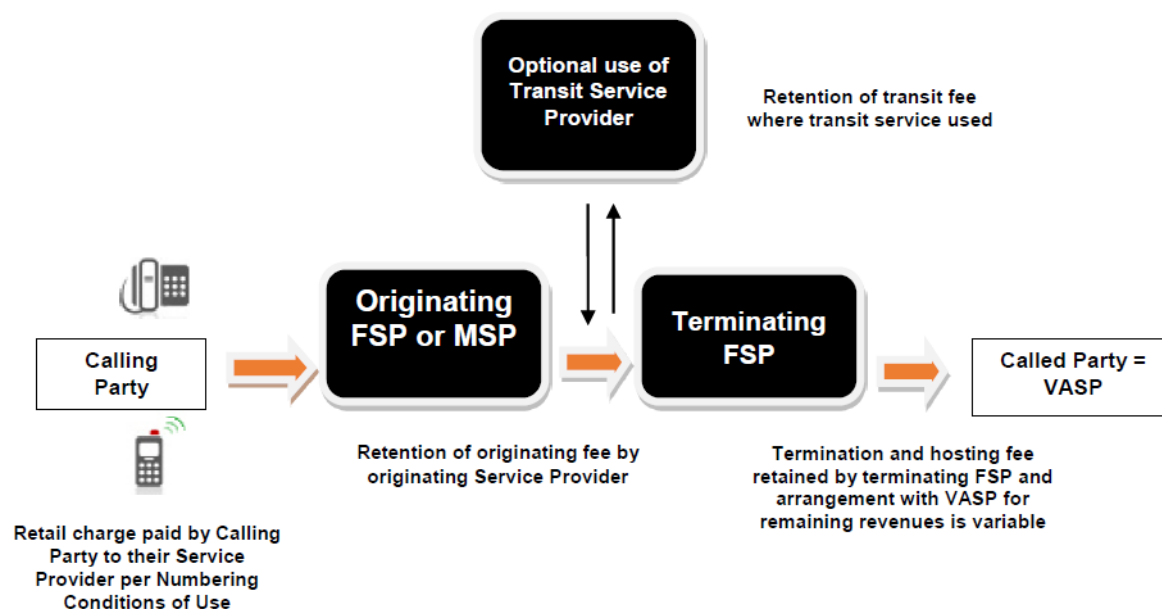 Optional use of
Transit Service
Provider
Retention of transit fee
where transit service used
Originating
FSP or MSP
Terminating
FSP
Calling
Party
Called Party =
VASP
Retention of originating fee by
originating Service Provider
Termination and hosting fee
retained by terminating FSP and
arrangement with VASP for
remaining revenues is variable
Retail charge paid by Calling
Party to their Service
Provider per Numbering
Conditions of Use